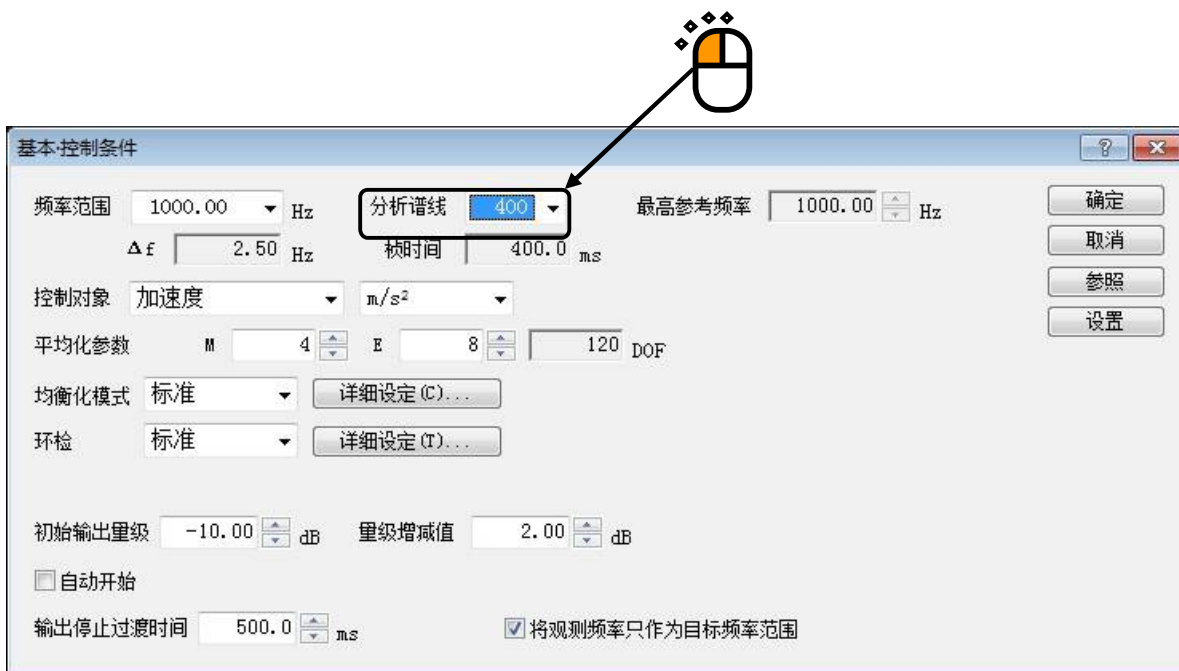 基本·控制条件
频率范围 1000.00 Hz 分析谱线 400 最高参考频率 1000.00 Hz 确定
Δf 2.50 Hz 桢时间 400.0 ms 取消
控制对象 加速度 m/s² 参照
平均化参数 M 4 E 8 120 DOF 设置
均衡化模式 标准 详细设定(C)...
环检 标准 详细设定(T)...
初始输出量级 -10.00 dB 量级增减值 2.00 dB
自动开始
输出停止过渡时间 500.0 ms 将观测频率只作为目标频率范围